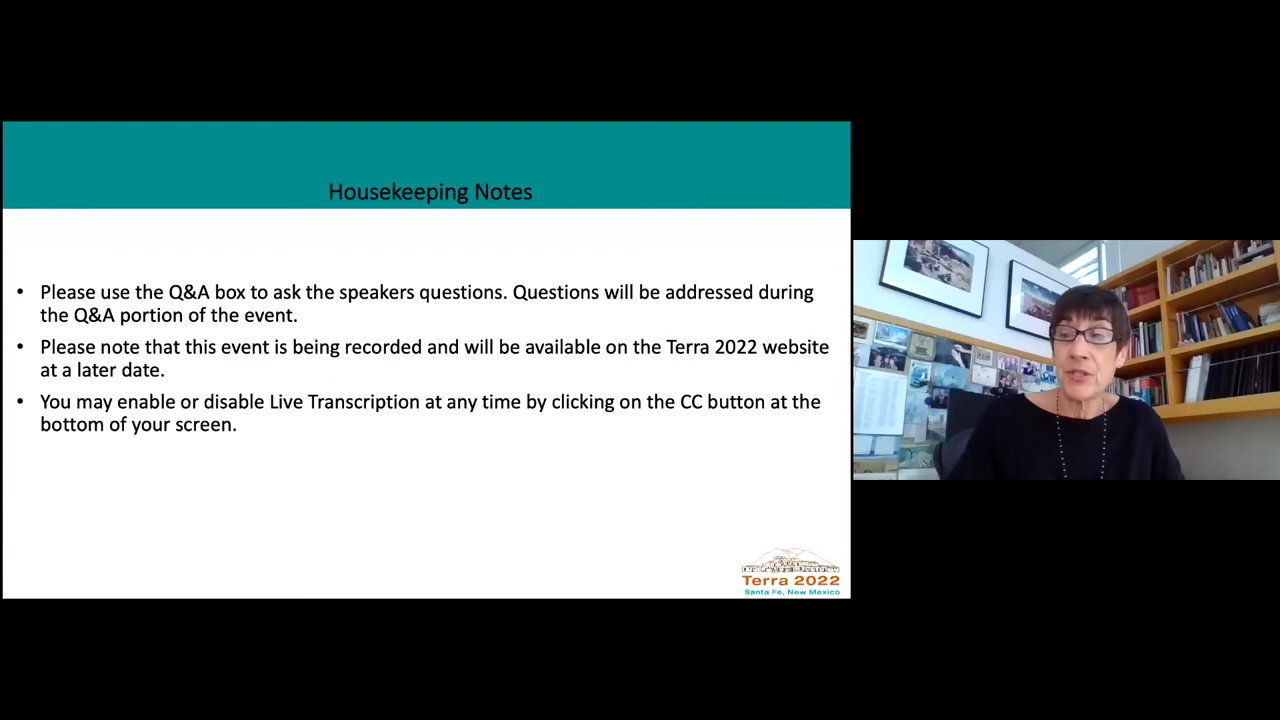 Housekeeping Notes
• Please use the Q&A box to ask the speakers questions. Questions will be addressed during
the Q&A portion of the event.
• Please note that this event is being recorded and will be available on the Terra 2022 website
at a later date.
• You may enable or disable Live Transcription at any time by clicking on the CC button at the
bottom of your screen.
Terra 2022
Santa Fe, New Mexico